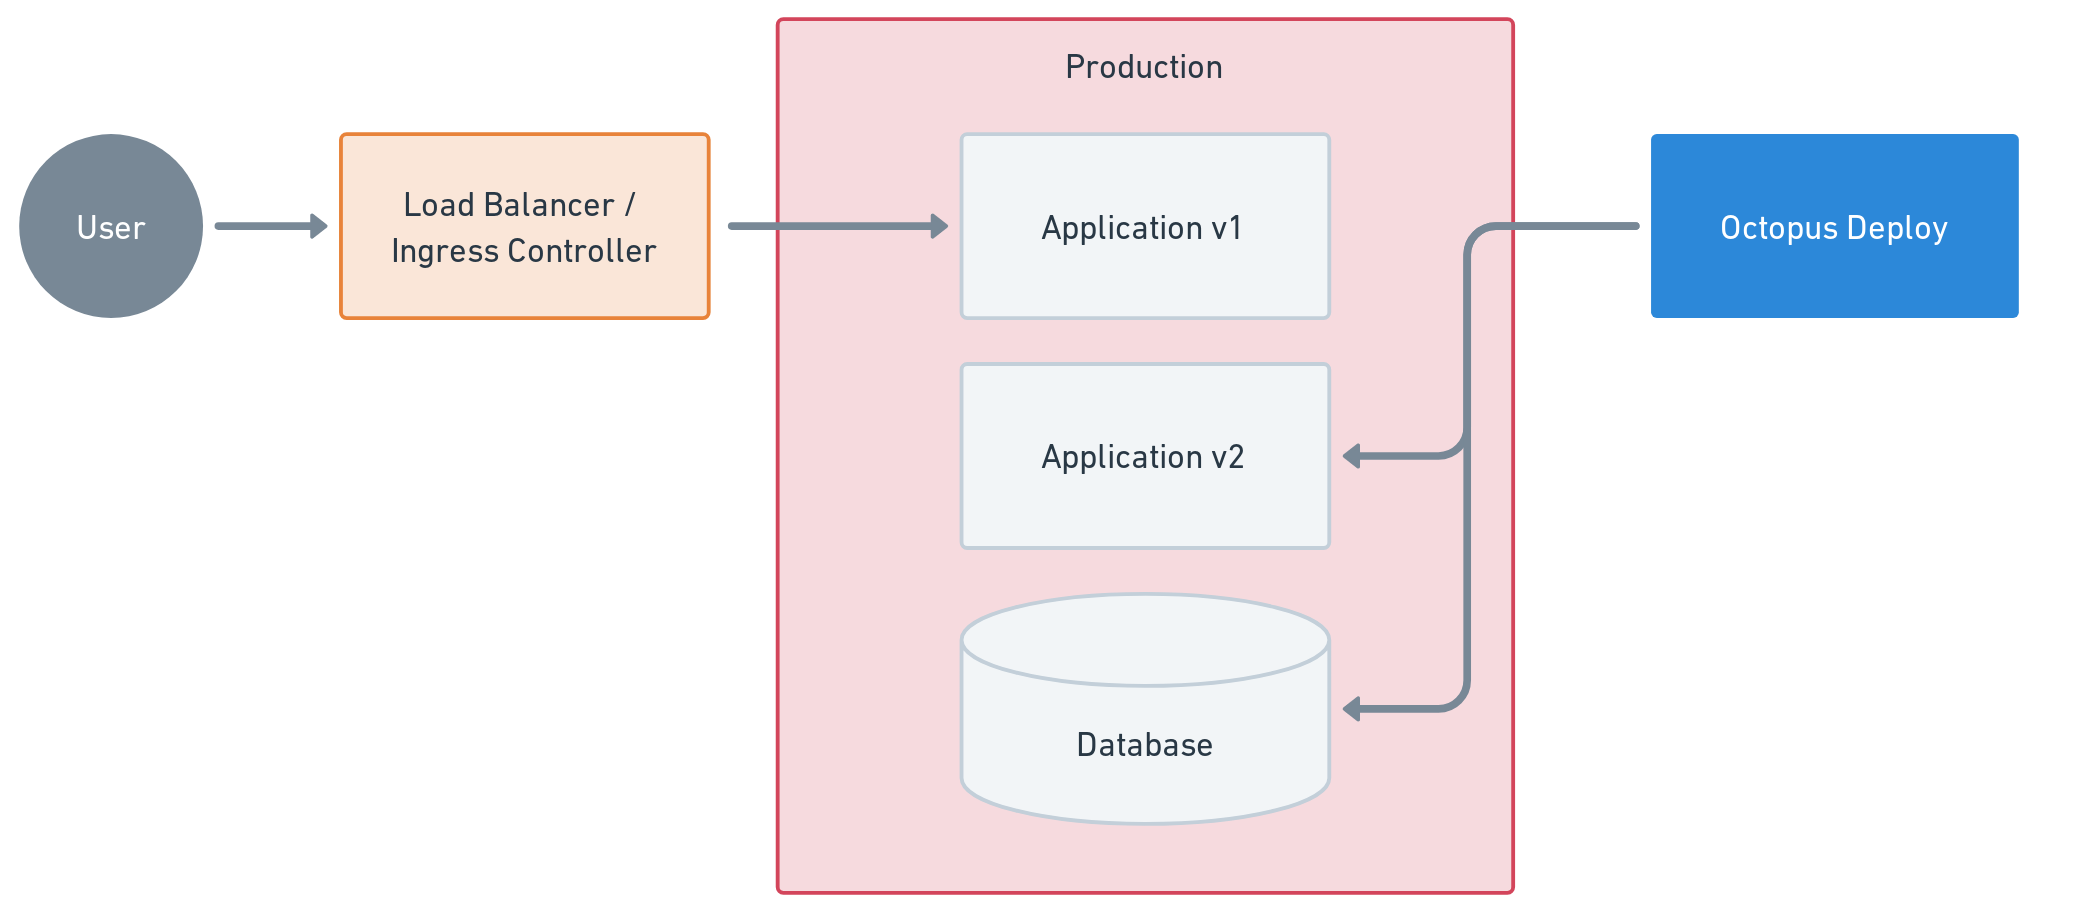 Production
User
Load Balancer /
Ingress Controller
Application v1
Octopus Deploy
Application v2
Database